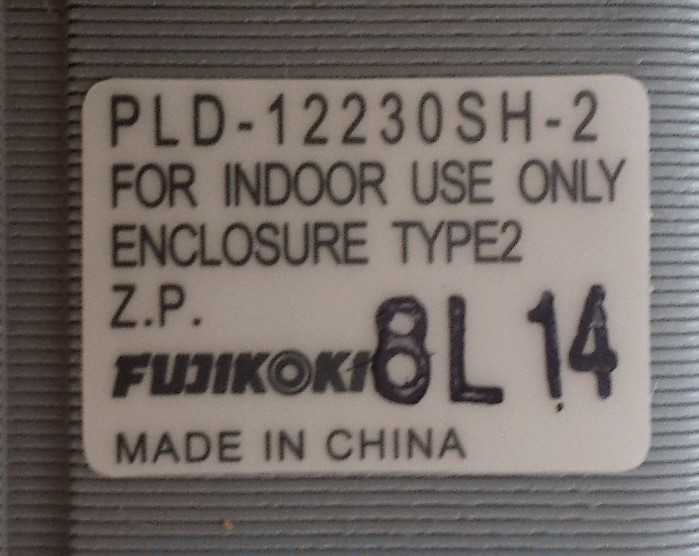 PLD-12230SH-2
FOR INDOOR USE ONLY
ENCLOSURE TYPE2
Z.P.
FUJIKOKI 8L 14
MADE IN CHINA